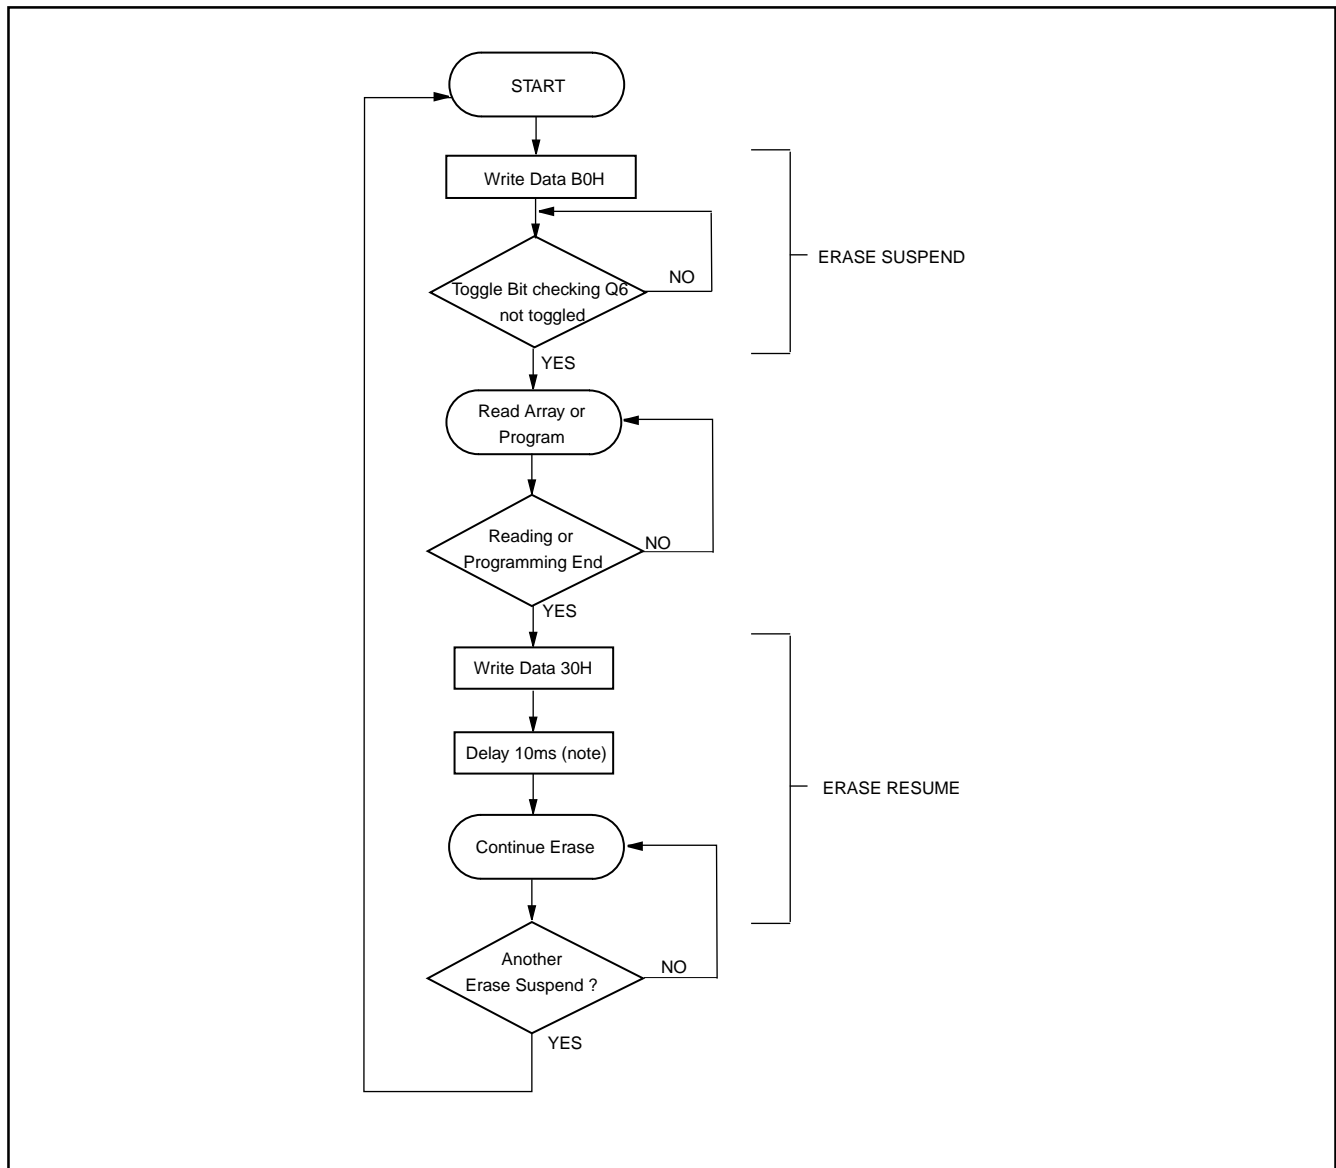 START
Write Data B0H
ERASE SUSPEND
NO
Toggle Bit checking Q6
not toggled
YES
Read Array or
Program
Reading or
NO
Programming End
YES
Write Data 30H
Delay 10ms (note)
ERASE RESUME
Continue Erase
Another
NO
Erase Suspend ?
YES